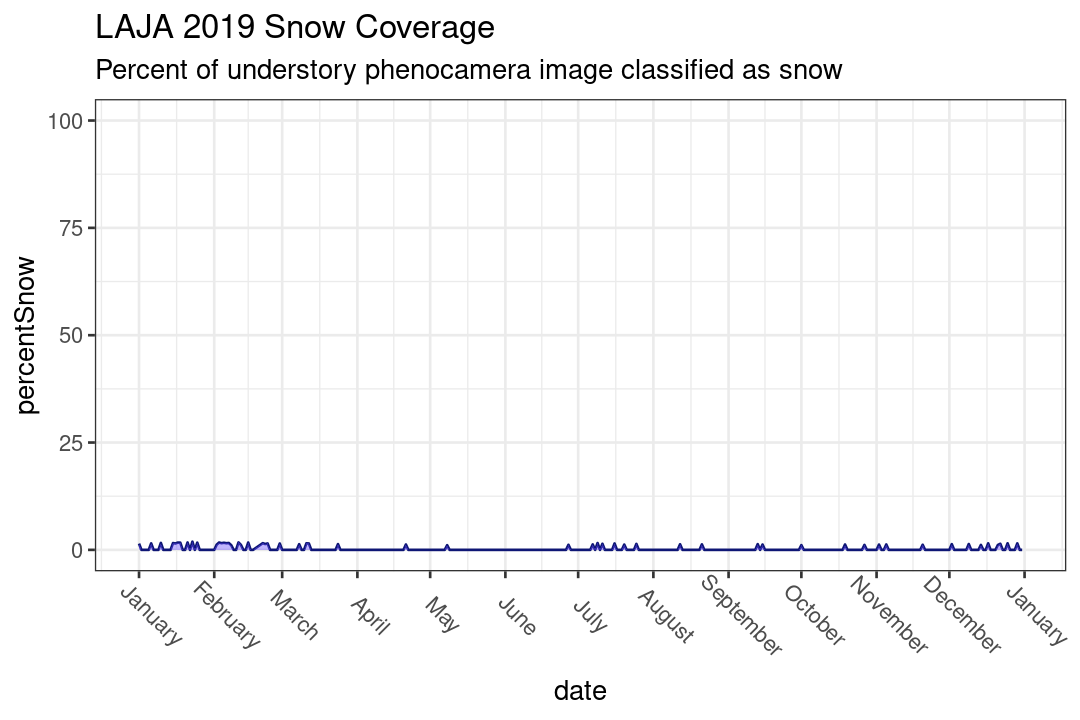 LAJA 2019 Snow Coverage
Percent of understory phenocamera image classified as snow
percentSnow
100
75
50
25
0
January
February
March
April
May
June
July
August
September
October
November
December
January
date